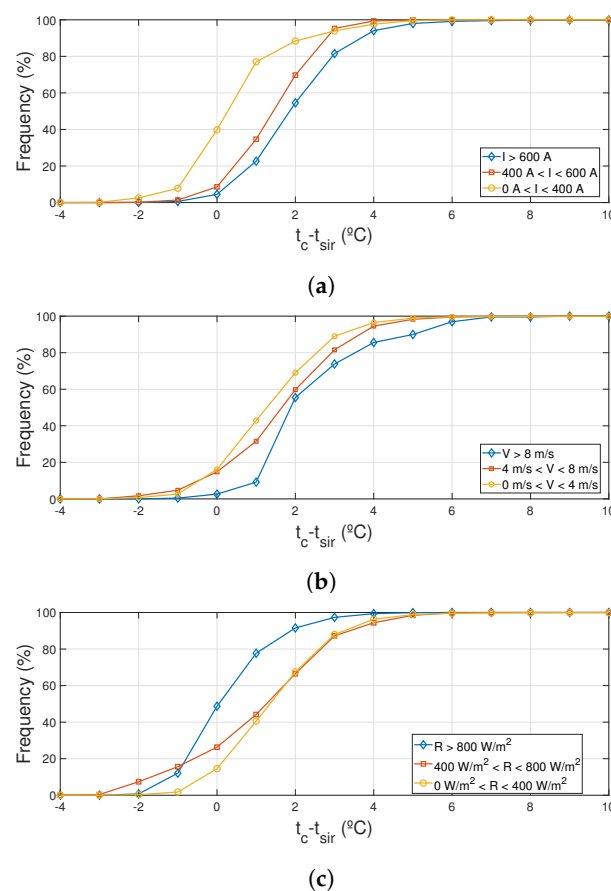 100
80
60
40
20
0
Frequency (%)
I > 600 A
400 A < I < 600 A
0 A < I < 400 A
-4 -2 0 2 4 6 8 10
t_c-t_sir (ºC)
(a)
100
80
60
40
20
0
Frequency (%)
V > 8 m/s
4 m/s < V < 8 m/s
0 m/s < V < 4 m/s
-4 -2 0 2 4 6 8 10
t_c-t_sir (ºC)
(b)
100
80
60
40
20
0
Frequency (%)
R > 800 W/m²
400 W/m² < R < 800 W/m²
0 W/m² < R < 400 W/m²
-4 -2 0 2 4 6 8 10
t_c-t_sir (ºC)
(c)